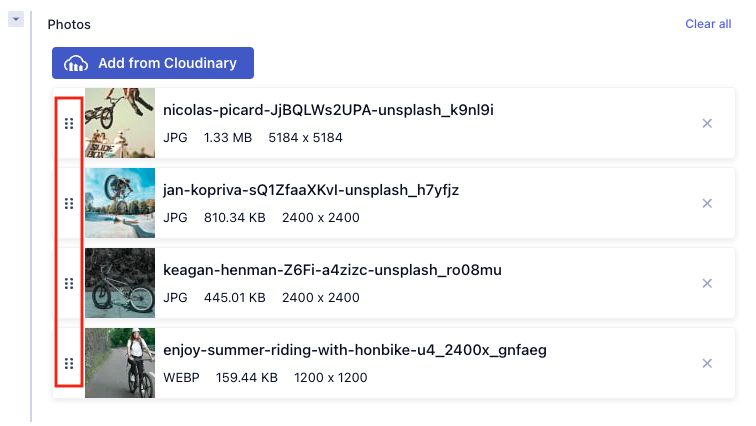 Photos
Clear all
Add from Cloudinary
nicolas-picard-JjBQLWs2UPA-unsplash_k9nl9i
JPG 1.33 MB 5184 x 5184
jan-kopriva-sQ1ZfaaXKvI-unsplash_h7yfjz
JPG 810.34 KB 2400 x 2400
keagan-henman-Z6Fi-a4zizc-unsplash_ro08mu
JPG 445.01 KB 2400 x 2400
enjoy-summer-riding-with-honbike-u4_2400x_gnfaeg
WEBP 159.44 KB 1200 x 1200